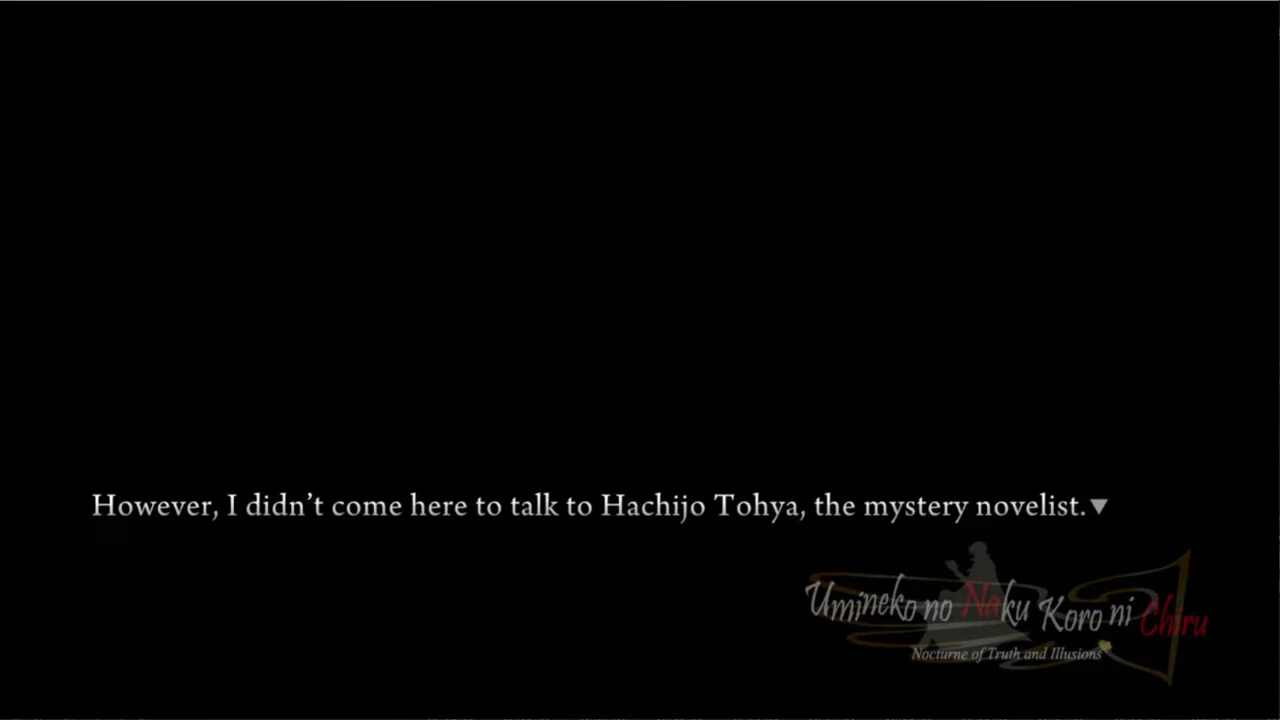 However, I didn’t come here to talk to Hachijo Tohya, the mystery novelist.▼
Umineko no Naku Koro ni Chiru
Nocturne of Truth and Illusions